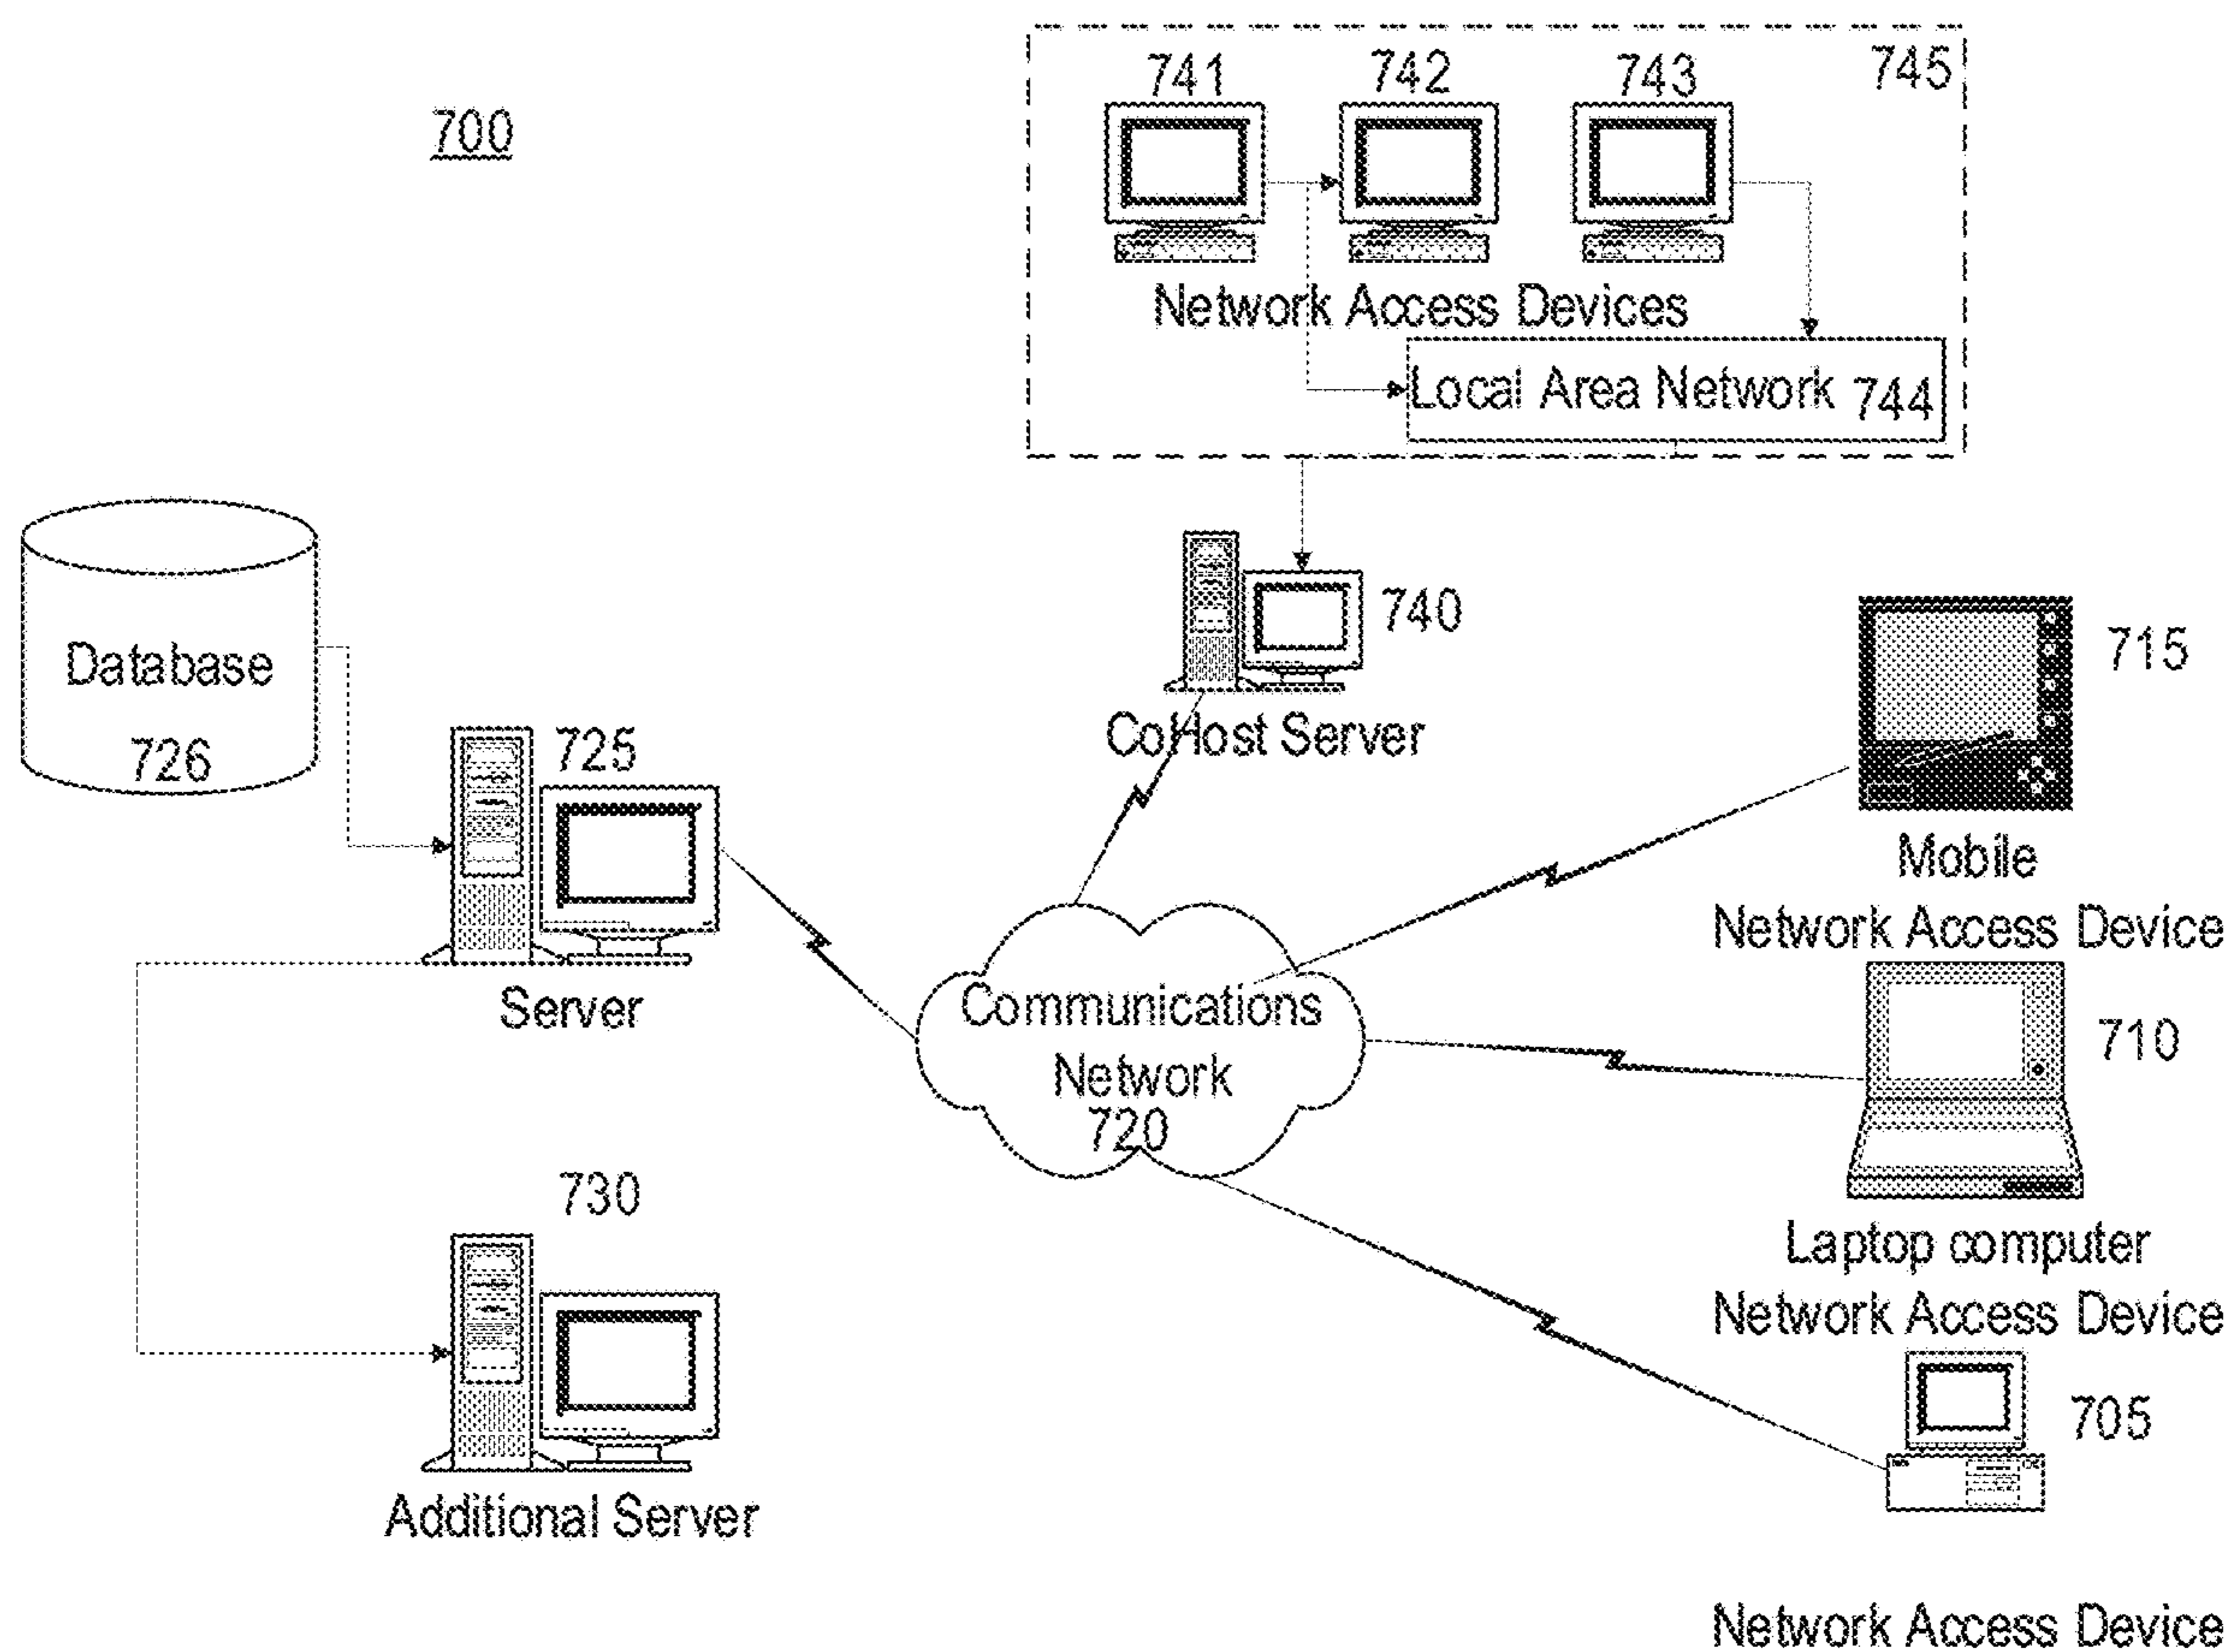 700
741
742
743
745
Network Access Devices
Local Area Network 744
Database
726
725
Server
740
CoHost Server
715
Mobile
Network Access Device
Communications
Network
720
710
Laptop computer
Network Access Device
730
Additional Server
705
Network Access Device